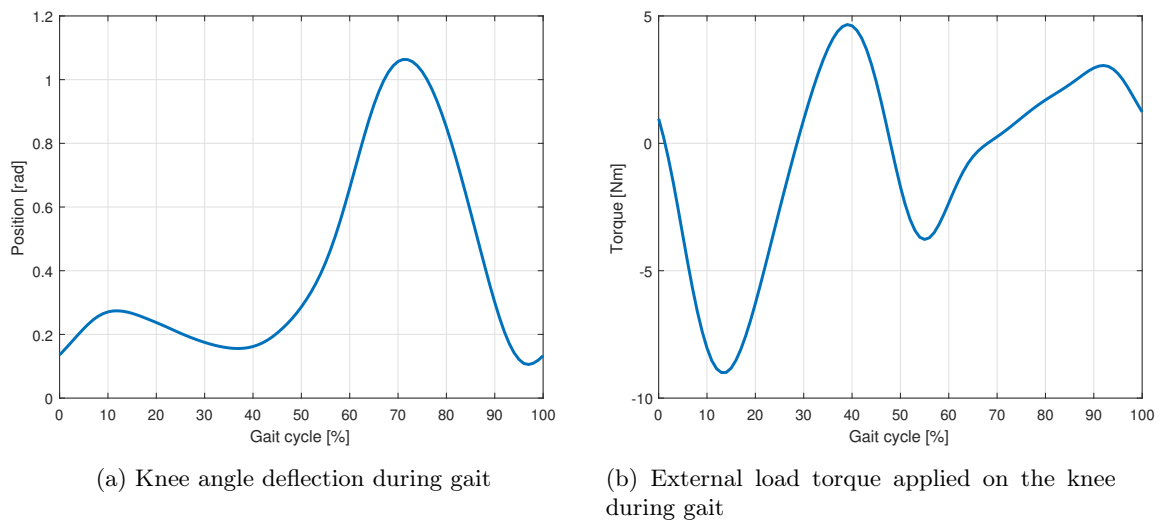 1.2
1
0.8
0.6
0.4
0.2
0
Position [rad]
0 10 20 30 40 50 60 70 80 90 100
Gait cycle [%]
(a) Knee angle deflection during gait
5
0
-5
-10
Torque [Nm]
0 10 20 30 40 50 60 70 80 90 100
Gait cycle [%]
(b) External load torque applied on the knee
during gait